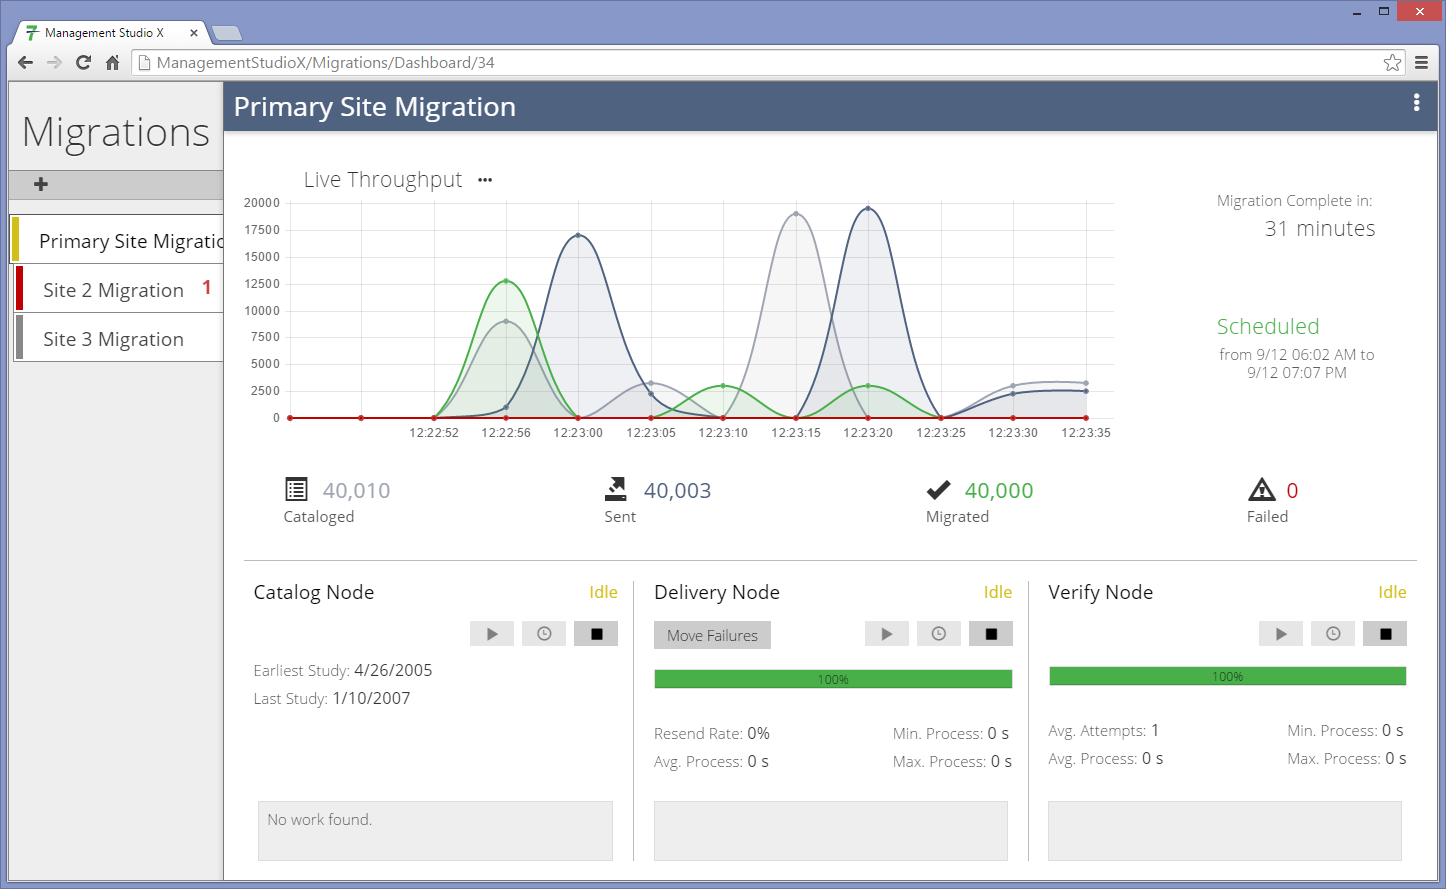 Management Studio X
ManagementStudioX/Migrations/Dashboard/34
Migrations
Primary Site Migratio
Site 2 Migration 1
Site 3 Migration
Primary Site Migration
Live Throughput
20000
17500
15000
12500
10000
7500
5000
2500
0
12:22:52 12:22:56 12:23:00 12:23:05 12:23:10 12:23:15 12:23:20 12:23:25 12:23:30 12:23:35
Migration Complete in:
31 minutes
Scheduled
from 9/12 06:02 AM to
9/12 07:07 PM
40,010
Cataloged
40,003
Sent
40,000
Migrated
0
Failed
Catalog Node Idle
Earliest Study: 4/26/2005
Last Study: 1/10/2007
No work found.
Delivery Node Idle
Move Failures
100%
Resend Rate: 0% Min. Process: 0 s
Avg. Process: 0 s Max. Process: 0 s
Verify Node Idle
100%
Avg. Attempts: 1 Min. Process: 0 s
Avg. Process: 0 s Max. Process: 0 s